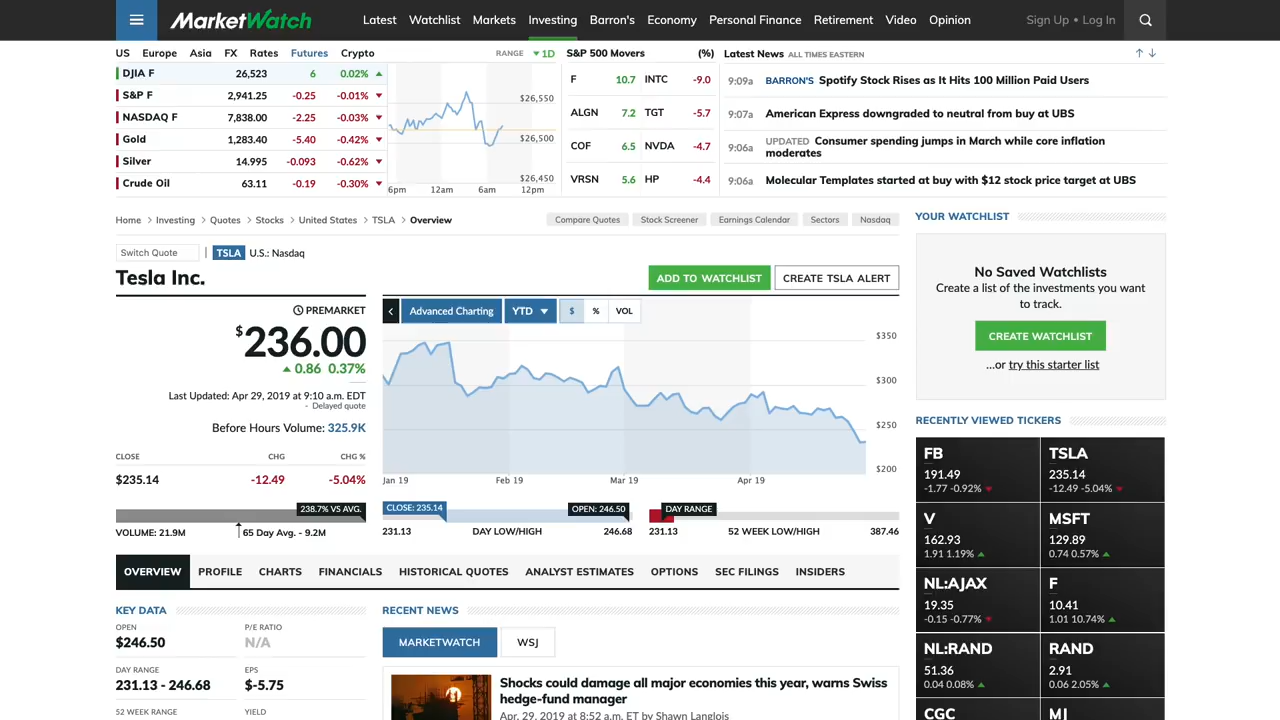 MarketWatch
Latest Watchlist Markets Investing Barron's Economy Personal Finance Retirement Video Opinion
Sign Up • Log In
US Europe Asia FX Rates Futures Crypto
RANGE 1D
DJIA F 26,523 6 0.02%
S&P F 2,941.25 -0.25 -0.01%
NASDAQ F 7,838.00 -2.25 -0.03%
Gold 1,283.40 -5.40 -0.42%
Silver 14.995 -0.093 -0.62%
Crude Oil 63.11 -0.19 -0.30%
$26,550
$26,500
$26,450
6pm 12am 6am 12pm
S&P 500 Movers (%)
F 10.7 INTC -9.0
ALGN 7.2 TGT -5.7
COF 6.5 NVDA -4.7
VRSN 5.6 HP -4.4
Latest News ALL TIMES EASTERN
9:09a BARRON'S Spotify Stock Rises as It Hits 100 Million Paid Users
9:07a American Express downgraded to neutral from buy at UBS
9:06a UPDATED Consumer spending jumps in March while core inflation
moderates
9:06a Molecular Templates started at buy with $12 stock price target at UBS
Home Investing Quotes Stocks United States TSLA Overview
Compare Quotes Stock Screener Earnings Calendar Sectors Nasdaq
Switch Quote | TSLA U.S.: Nasdaq
Tesla Inc.
ADD TO WATCHLIST CREATE TSLA ALERT
PREMARKET
$236.00
0.86 0.37%
Last Updated: Apr 29, 2019 at 9:10 a.m. EDT
- Delayed quote
Before Hours Volume: 325.9K
CLOSE CHG CHG %
$235.14 -12.49 -5.04%
238.7% VS AVG.
VOLUME: 21.9M 65 Day Avg. - 9.2M
Advanced Charting YTD $ % VOL
$350
$300
$250
$200
Jan 19 Feb 19 Mar 19 Apr 19
CLOSE: 235.14 OPEN: 246.50
231.13 DAY LOW/HIGH 246.68
DAY RANGE
231.13 52 WEEK LOW/HIGH 387.46
OVERVIEW PROFILE CHARTS FINANCIALS HISTORICAL QUOTES ANALYST ESTIMATES OPTIONS SEC FILINGS INSIDERS
KEY DATA
OPEN P/E RATIO
$246.50 N/A
DAY RANGE EPS
231.13 - 246.68 $-5.75
52 WEEK RANGE YIELD
RECENT NEWS
MARKETWATCH WSJ
Shocks could damage all major economies this year, warns Swiss
hedge-fund manager
Apr. 29, 2019 at 8:52 a.m. ET by Shawn Langlois
YOUR WATCHLIST
No Saved Watchlists
Create a list of the investments you want
to track.
CREATE WATCHLIST
...or try this starter list
RECENTLY VIEWED TICKERS
FB TSLA
191.49 235.14
-1.77 -0.92% -12.49 -5.04%
V MSFT
162.93 129.89
1.91 1.19% 0.74 0.57%
NL:AJAX F
19.35 10.41
-0.15 -0.77% 1.01 10.74%
NL:RAND RAND
51.36 2.91
0.04 0.08% 0.06 2.05%
CGC MJ